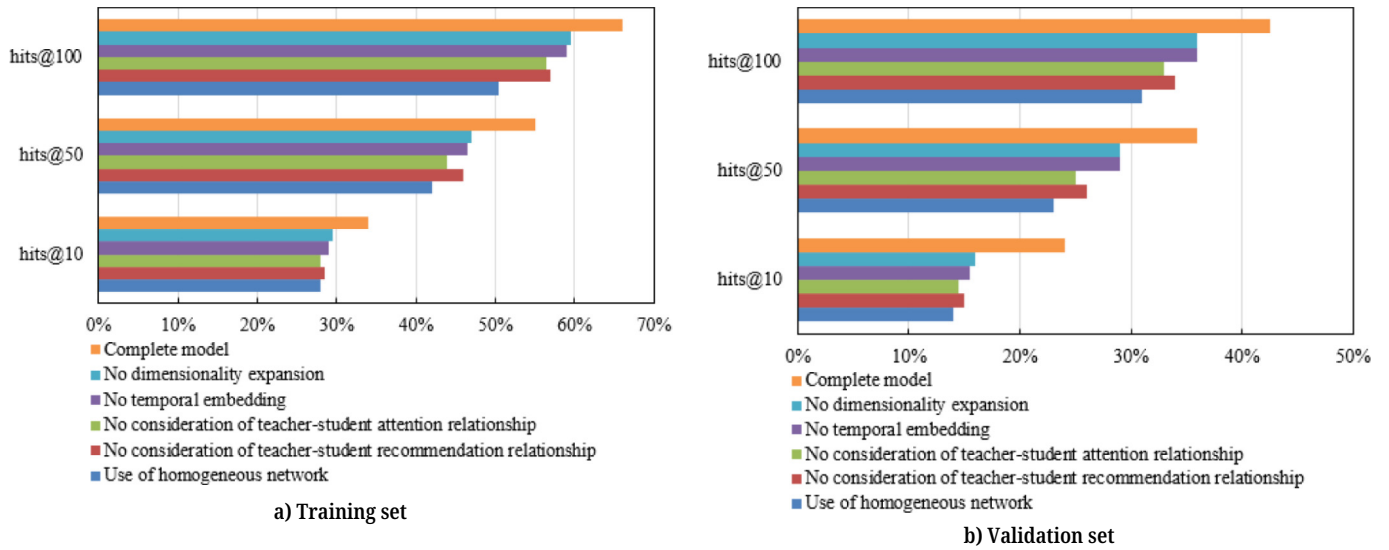 hits@100
hits@50
hits@10
0% 10% 20% 30% 40% 50% 60% 70%
Complete model
No dimensionality expansion
No temporal embedding
No consideration of teacher-student attention relationship
No consideration of teacher-student recommendation relationship
Use of homogeneous network
a) Training set
hits@100
hits@50
hits@10
0% 10% 20% 30% 40% 50%
Complete model
No dimensionality expansion
No temporal embedding
No consideration of teacher-student attention relationship
No consideration of teacher-student recommendation relationship
Use of homogeneous network
b) Validation set